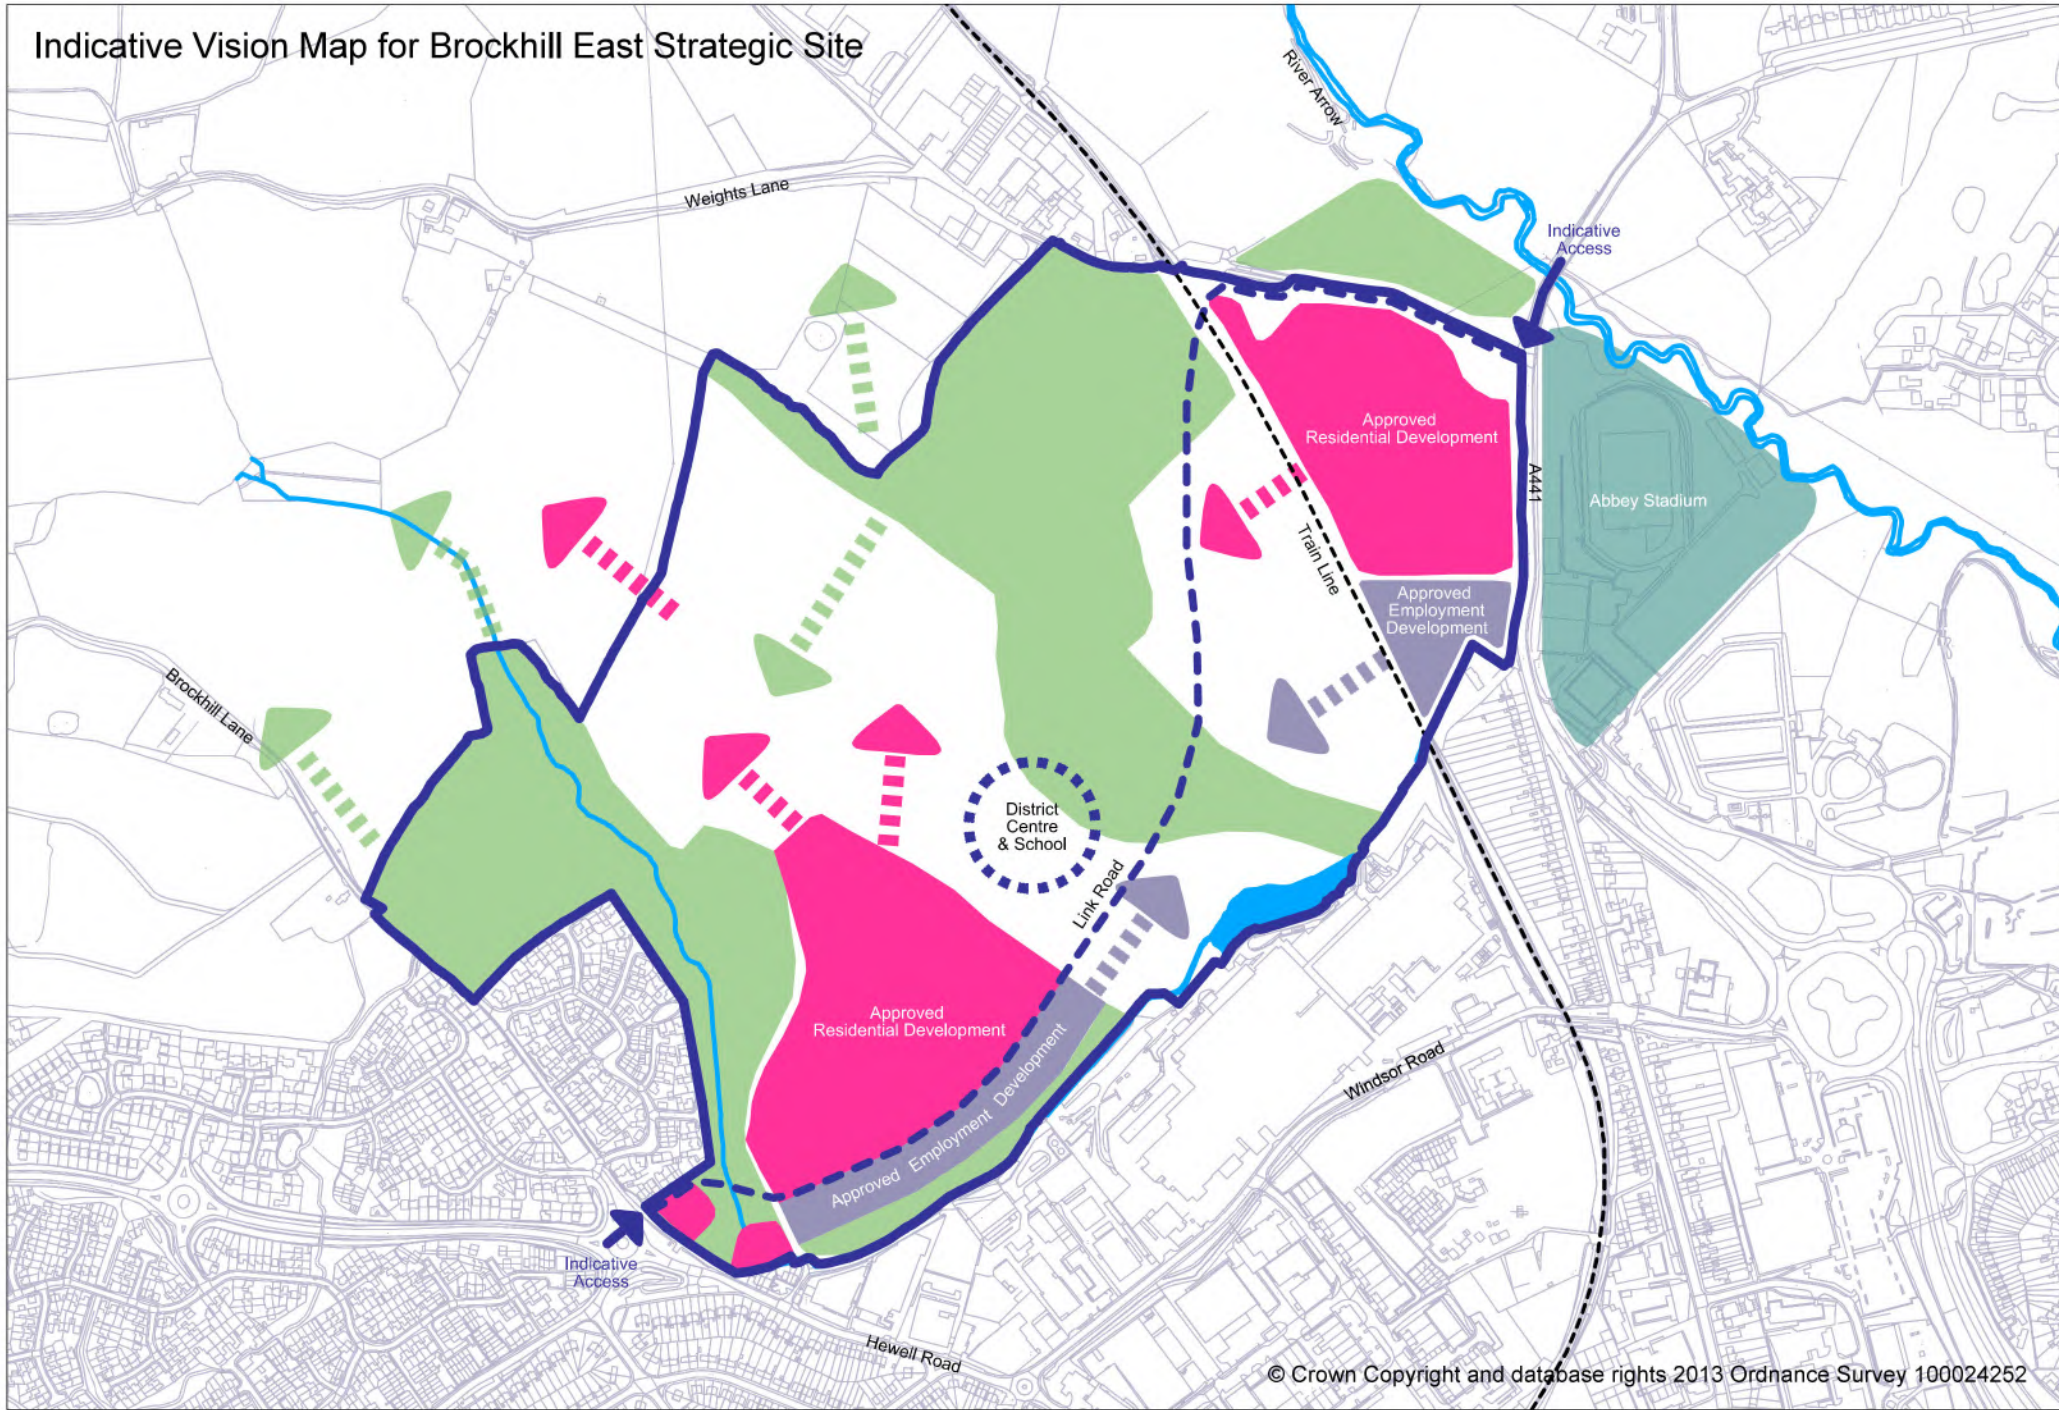 Indicative Vision Map for Brockhill East Strategic Site
River Arrow
Weights Lane
Indicative
Access
Approved
Residential Development
A441
Abbey Stadium
Train Line
Approved
Employment
Development
Brockhill Lane
District
Centre
& School
Link Road
Approved
Residential Development
Approved Employment Development
Windsor Road
Indicative
Access
Hewell Road
© Crown Copyright and database rights 2013 Ordnance Survey 100024252